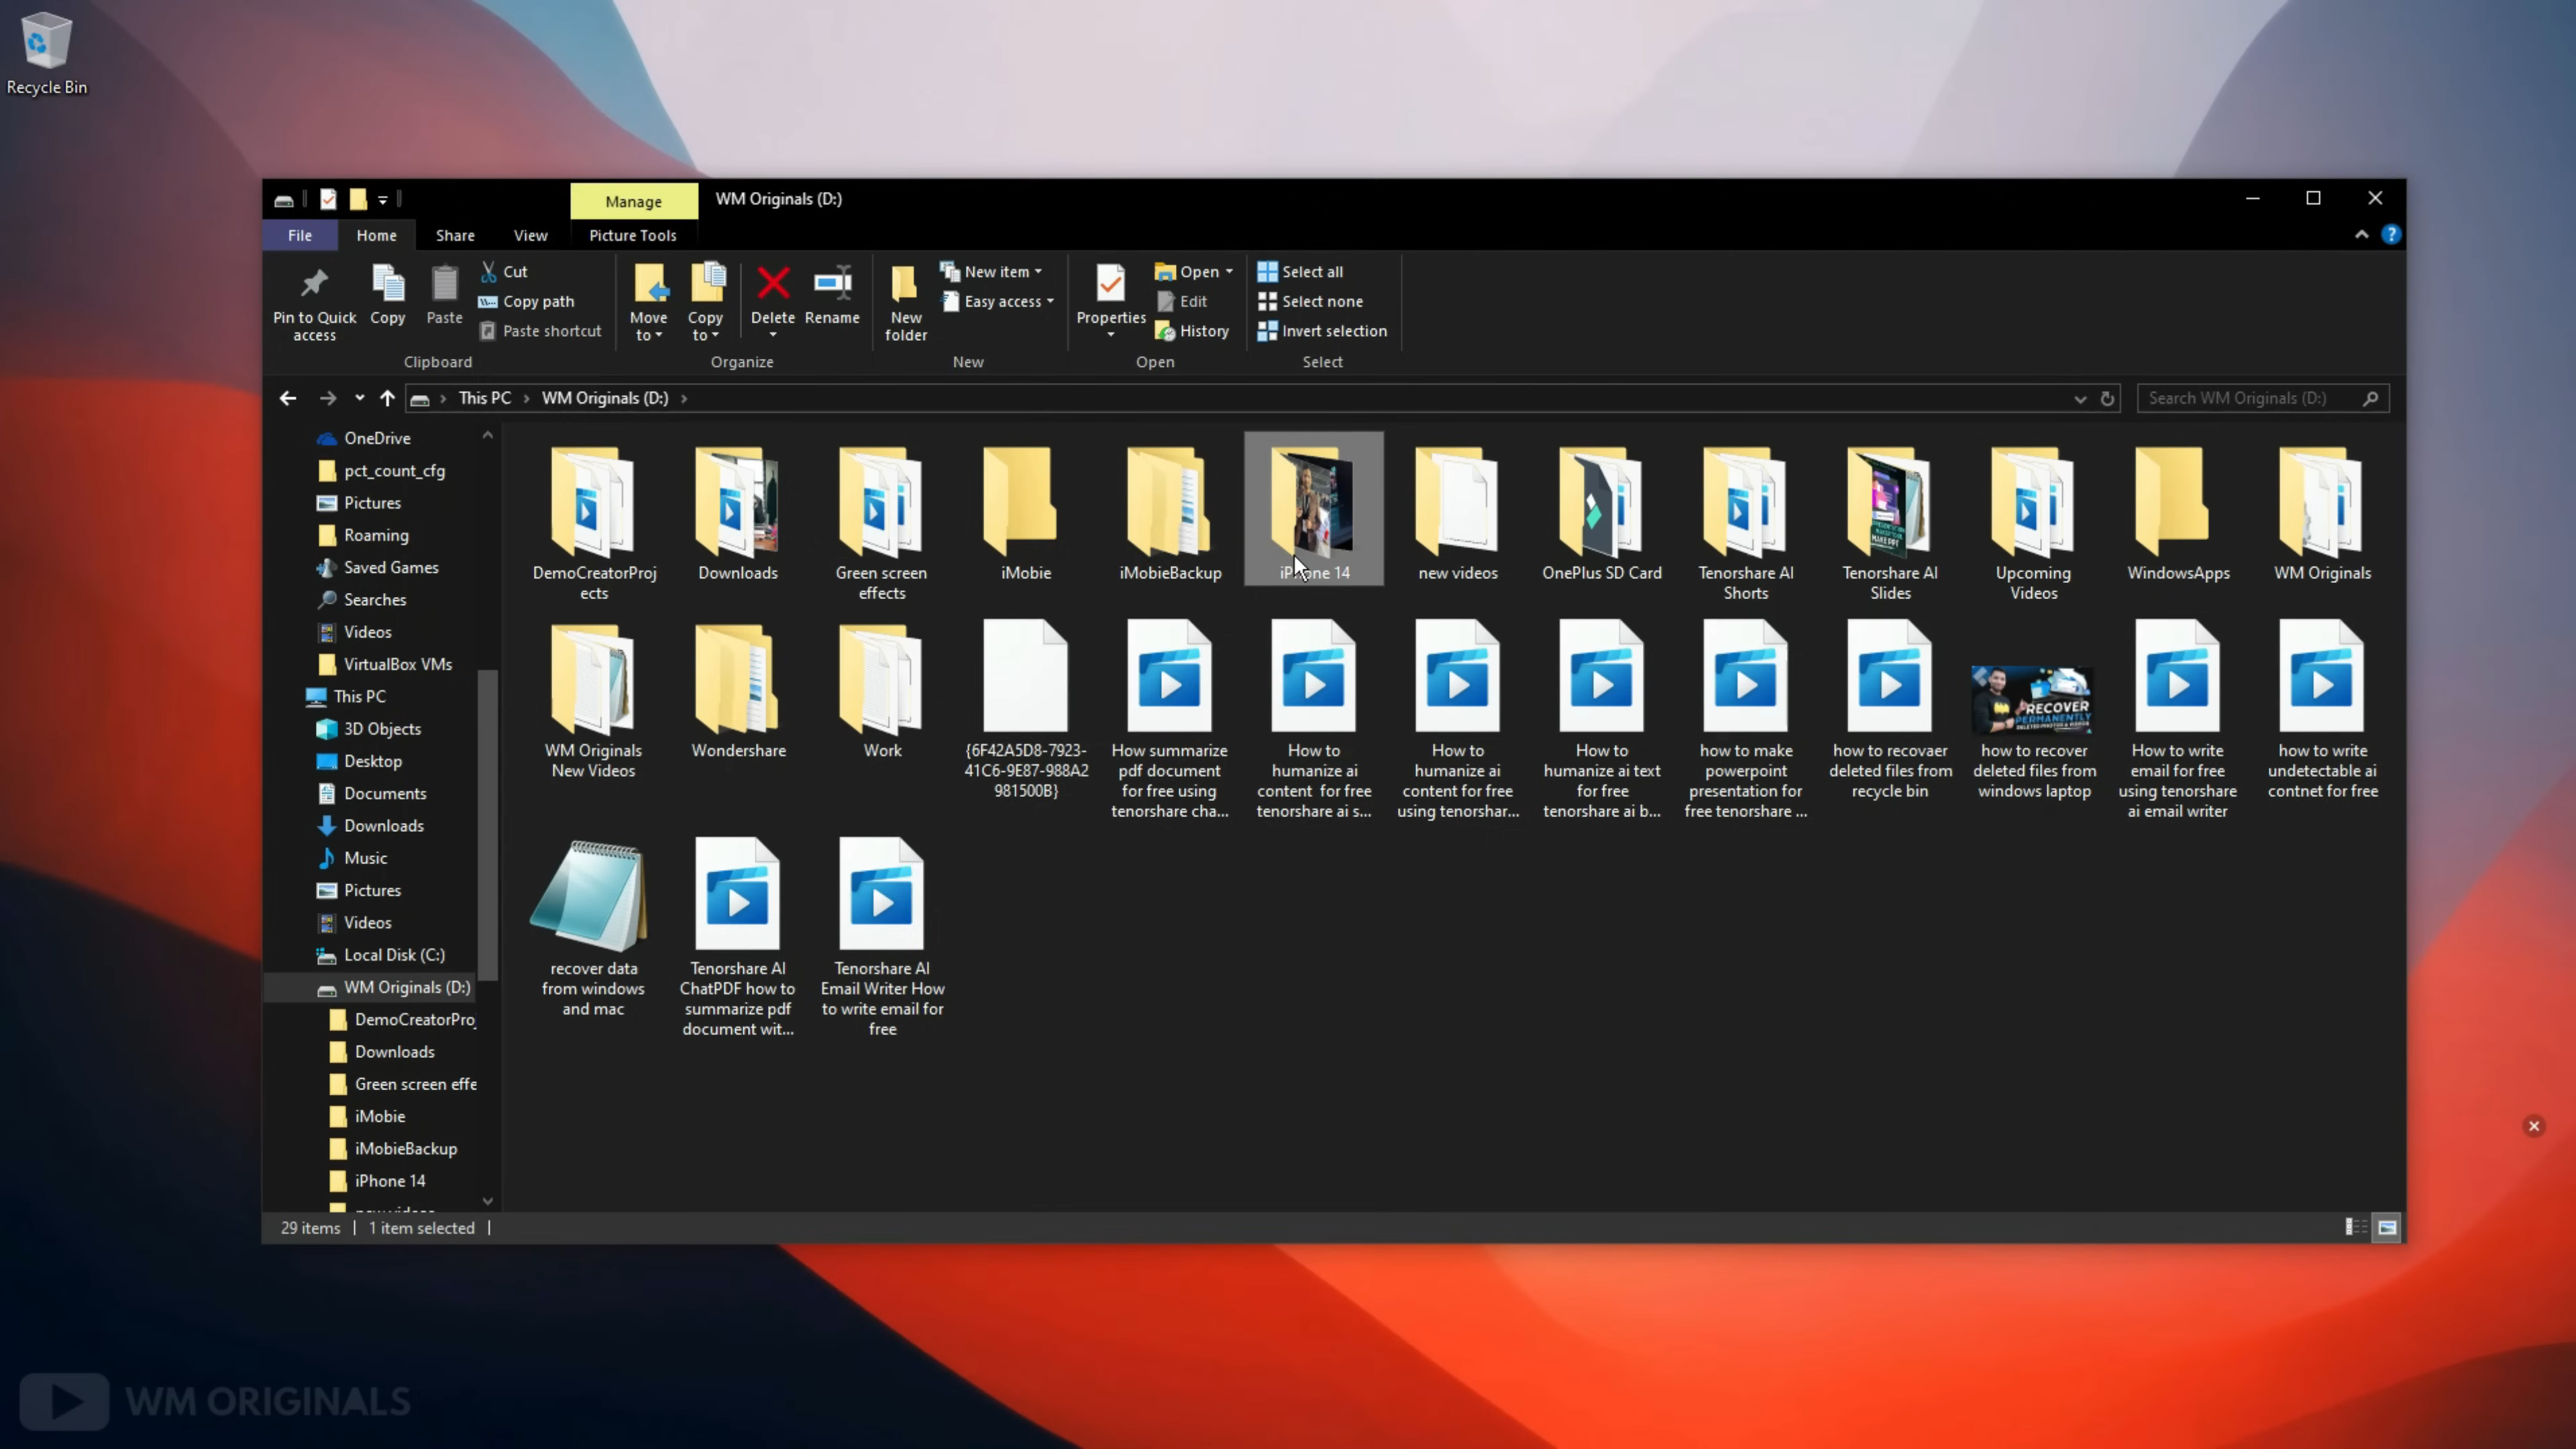 Recycle Bin
Manage
WM Originals (D:)
File
Home
Share
View
Picture Tools
Pin to Quick
access
Copy
Paste
Cut
Copy path
Paste shortcut
Clipboard
Move
to
Copy
to
Delete
Rename
Organize
New
folder
New item
Easy access
New
Properties
Open
Edit
History
Open
Select all
Select none
Invert selection
Select
This PC
WM Originals (D:)
Search WM Originals (D:)
OneDrive
pct_count_cfg
Pictures
Roaming
Saved Games
Searches
Videos
VirtualBox VMs
This PC
3D Objects
Desktop
Documents
Downloads
Music
Pictures
Videos
Local Disk (C:)
WM Originals (D:)
DemoCreatorProj
Downloads
Green screen effe
iMobie
iMobieBackup
iPhone 14
new videos
DemoCreatorProj
ects
Downloads
Green screen
effects
iMobie
iMobieBackup
iPhone 14
new videos
OnePlus SD Card
Tenorshare AI
Shorts
Tenorshare AI
Slides
Upcoming
Videos
WindowsApps
WM Originals
WM Originals
New Videos
Wondershare
Work
{6F42A5D8-7923-
41C6-9E87-988A2
981500B}
How summarize
pdf document
for free using
tenorshare cha...
How to
humanize ai
content for free
tenorshare ai s...
How to
humanize ai
content for free
using tenorshar...
How to
humanize ai text
for free
tenorshare ai b...
how to make
powerpoint
presentation for
free tenorshare ...
how to recovaer
deleted files from
recycle bin
RECOVER
PERMANENTLY
DELETED PHOTOS & VIDEOS
how to recover
deleted files from
windows laptop
How to write
email for free
using tenorshare
ai email writer
how to write
undetectable ai
contnet for free
recover data
from windows
and mac
Tenorshare AI
ChatPDF how to
summarize pdf
document wit...
Tenorshare AI
Email Writer How
to write email for
free
29 items
1 item selected
WM ORIGINALS